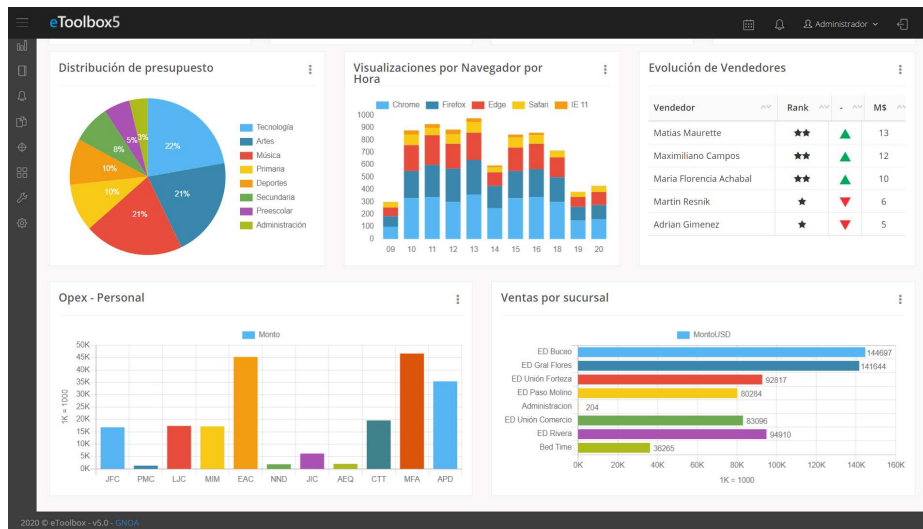 eToolbox5
Administrador
Distribución de presupuesto
22%
21%
21%
10%
10%
8%
5%
3%
Tecnología
Artes
Música
Primaria
Deportes
Secundaria
Preescolar
Administración
Visualizaciones por Navegador por
Hora
Chrome Firefox Edge Safari IE 11
1000
900
800
700
600
500
400
300
200
100
0
09 10 11 12 13 14 15 16 18 19 20
Evolución de Vendedores
Vendedor Rank - M$
Matias Maurette 13
Maximiliano Campos 12
Maria Florencia Achabal 10
Martin Resnik 6
Adrian Gimenez 5
Opex - Personal
Monto
1K = 1000
50K
45K
40K
35K
30K
25K
20K
15K
10K
5K
0K
JFC PMC LJC MIM EAC NND JIC AEQ CTT MFA APD
Ventas por sucursal
MontoUSD
ED Buceo 144697
ED Gral Flores 141644
ED Unión Forteza 92817
ED Paso Molino 80284
Administracion 204
ED Unión Comercio 83096
ED Rivera 94910
Bed Time 36265
0K 20K 40K 60K 80K 100K 120K 140K 160K
1K = 1000
2020 © eToolbox - v5.0 - GNOA